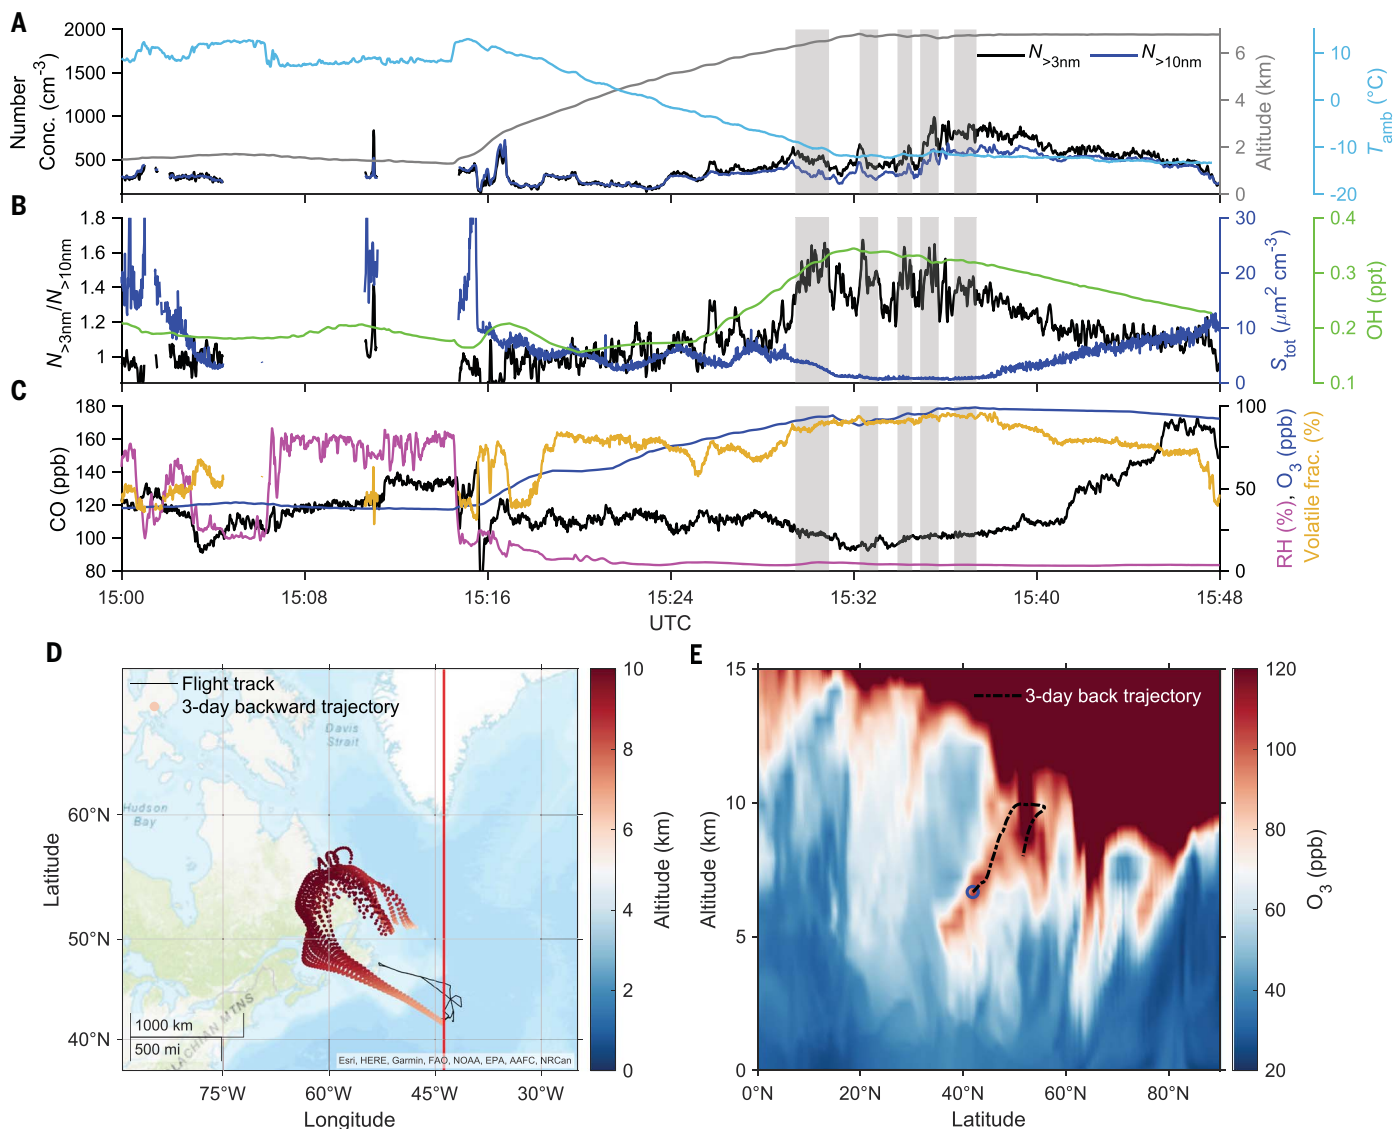 A
2000
1500
1000
500
Number
Conc. (cm⁻³)
N>3nm
N>10nm
6
4
2
0
Altitude (km)
10
0
-10
-20
Tamb (°C)
B
1.8
1.6
1.4
1.2
1
N>3nm/N>10nm
30
20
10
0
Stot (μm² cm⁻³)
0.4
0.3
0.2
0.1
OH (ppt)
C
180
160
140
120
100
80
CO (ppb)
100
50
0
RH (%), O₃ (ppb)
Volatile frac. (%)
15:00 15:08 15:16 15:24 15:32 15:40 15:48
UTC
D
Flight track
3-day backward trajectory
Davis
Strait
Hudson
Bay
LACHIAN MTNS
1000 km
500 mi
Esri, HERE, Garmin, FAO, NOAA, EPA, AAFC, NRCan
60°N
50°N
40°N
Latitude
75°W 60°W 45°W 30°W
Longitude
10
8
6
4
2
0
Altitude (km)
E
3-day back trajectory
15
10
5
0
Altitude (km)
0°N 20°N 40°N 60°N 80°N
Latitude
120
100
80
60
40
20
O₃ (ppb)